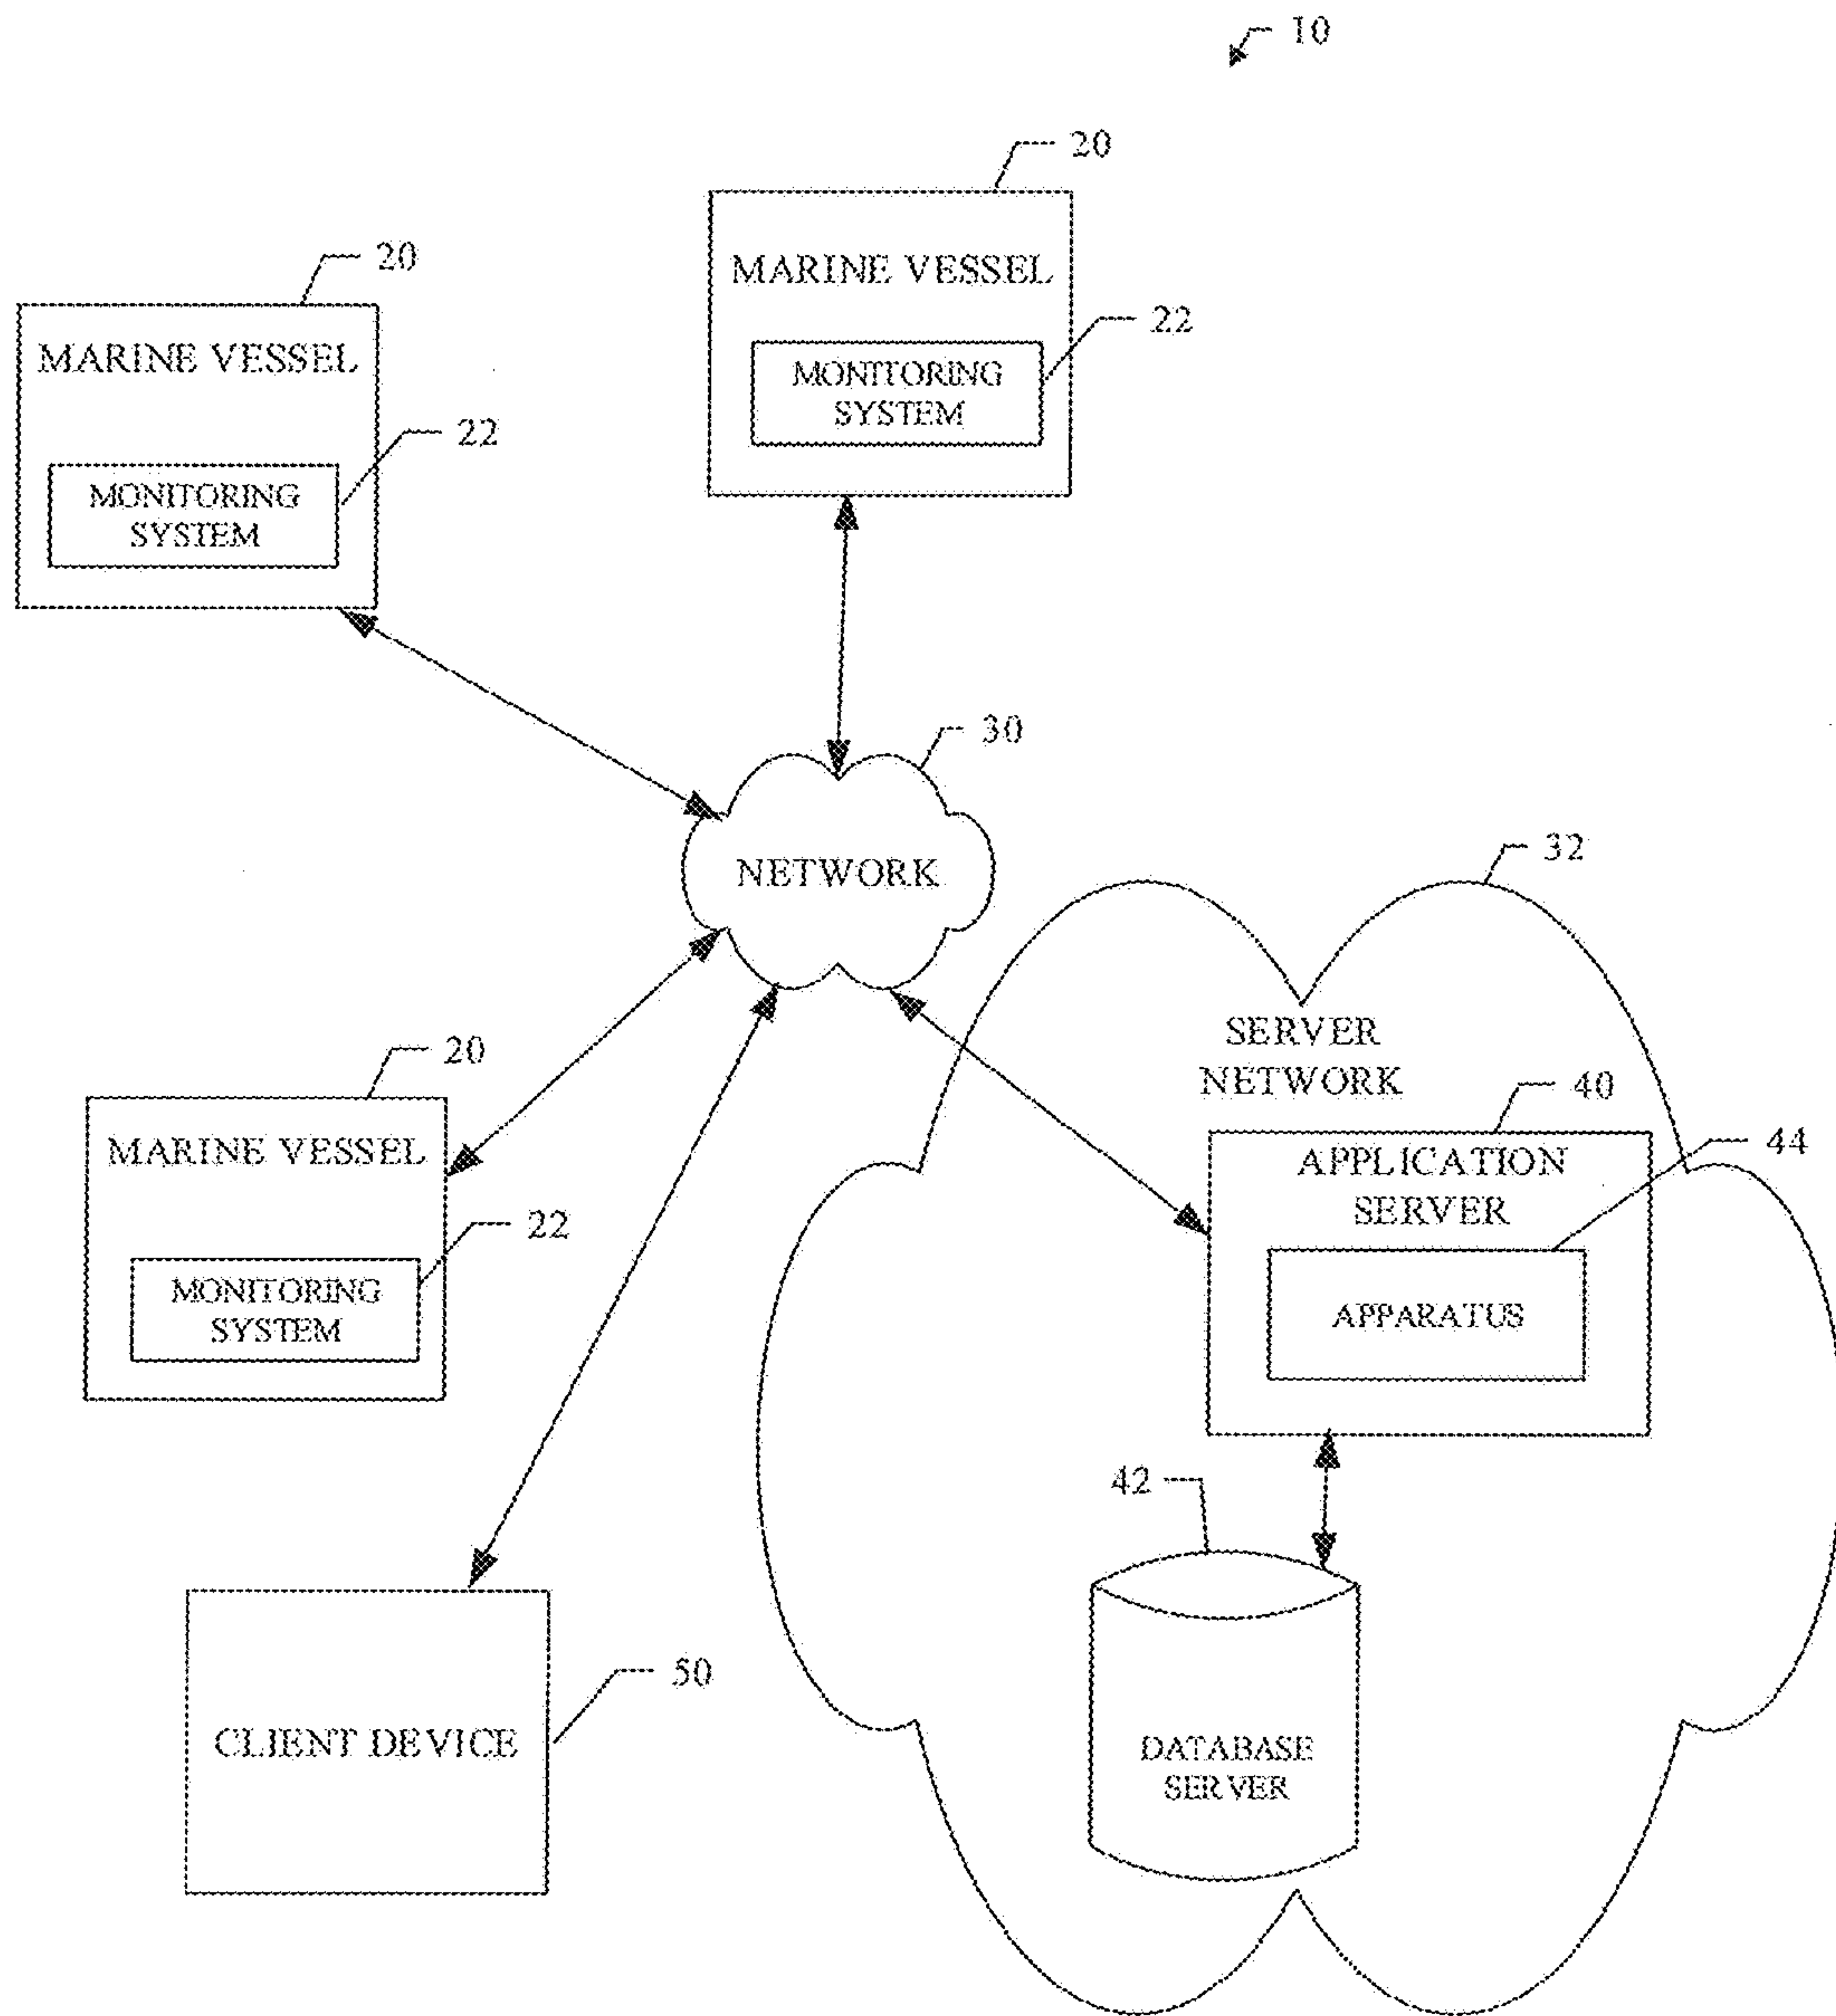 10
20
MARINE VESSEL
22
MONITORING
SYSTEM
20
MARINE VESSEL
22
MONITORING
SYSTEM
30
NETWORK
32
SERVER
NETWORK
40
APPLICATION
SERVER
44
APPARATUS
20
MARINE VESSEL
22
MONITORING
SYSTEM
42
DATABASE
SERVER
50
CLIENT DEVICE